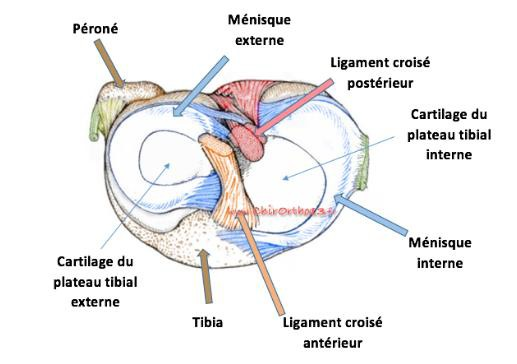 Péroné
Ménisque
externe
Ligament croisé
postérieur
Cartilage du
plateau tibial
interne
Ménisque
interne
Cartilage du
plateau tibial
externe
Tibia
Ligament croisé
antérieur